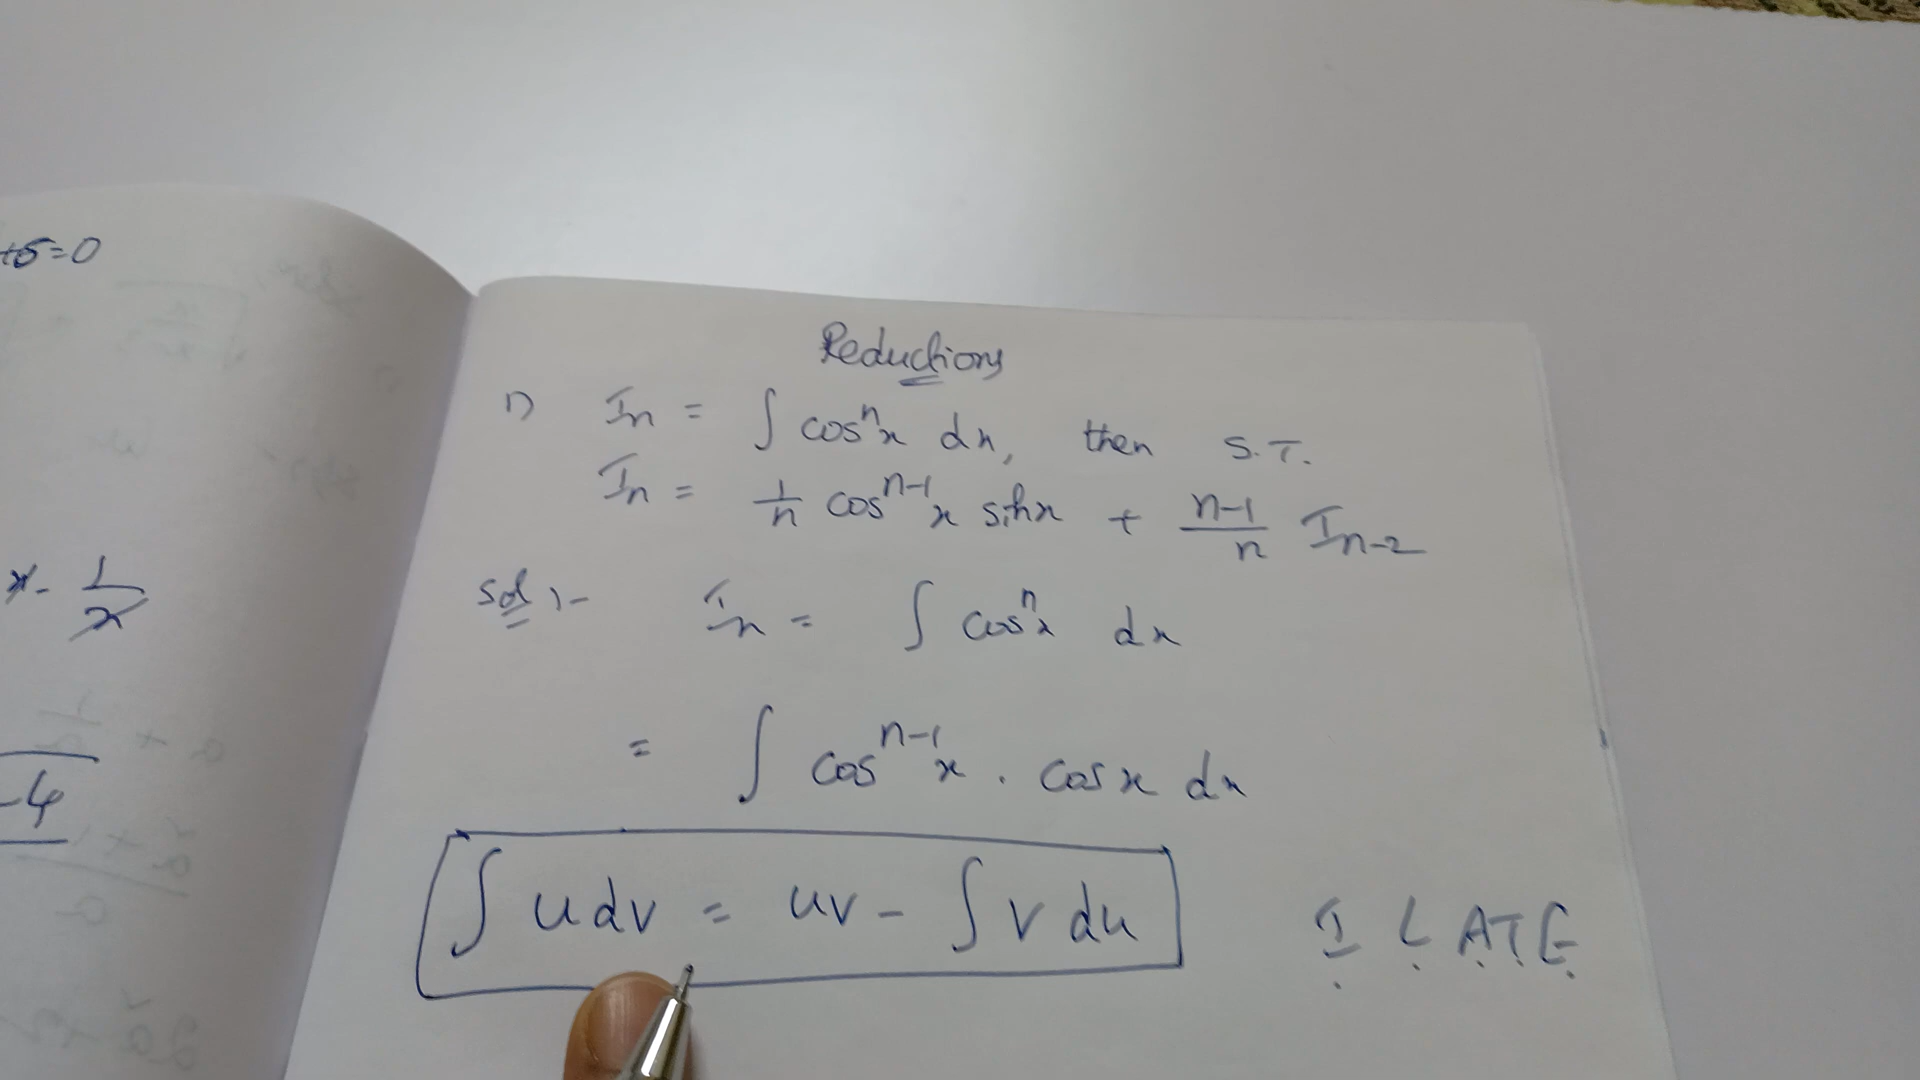 +5=0
x - 1/x
-4
Reductions
1) Iₙ = ∫ cosⁿx dx, then S.T.
Iₙ = 1/n cosⁿ⁻¹x sinx + n-1/n Iₙ₋₂
Sol :- Iₙ = ∫ cosⁿx dx
= ∫ cosⁿ⁻¹x . cosx dx
∫ u dv = uv - ∫ v du
I L A T E